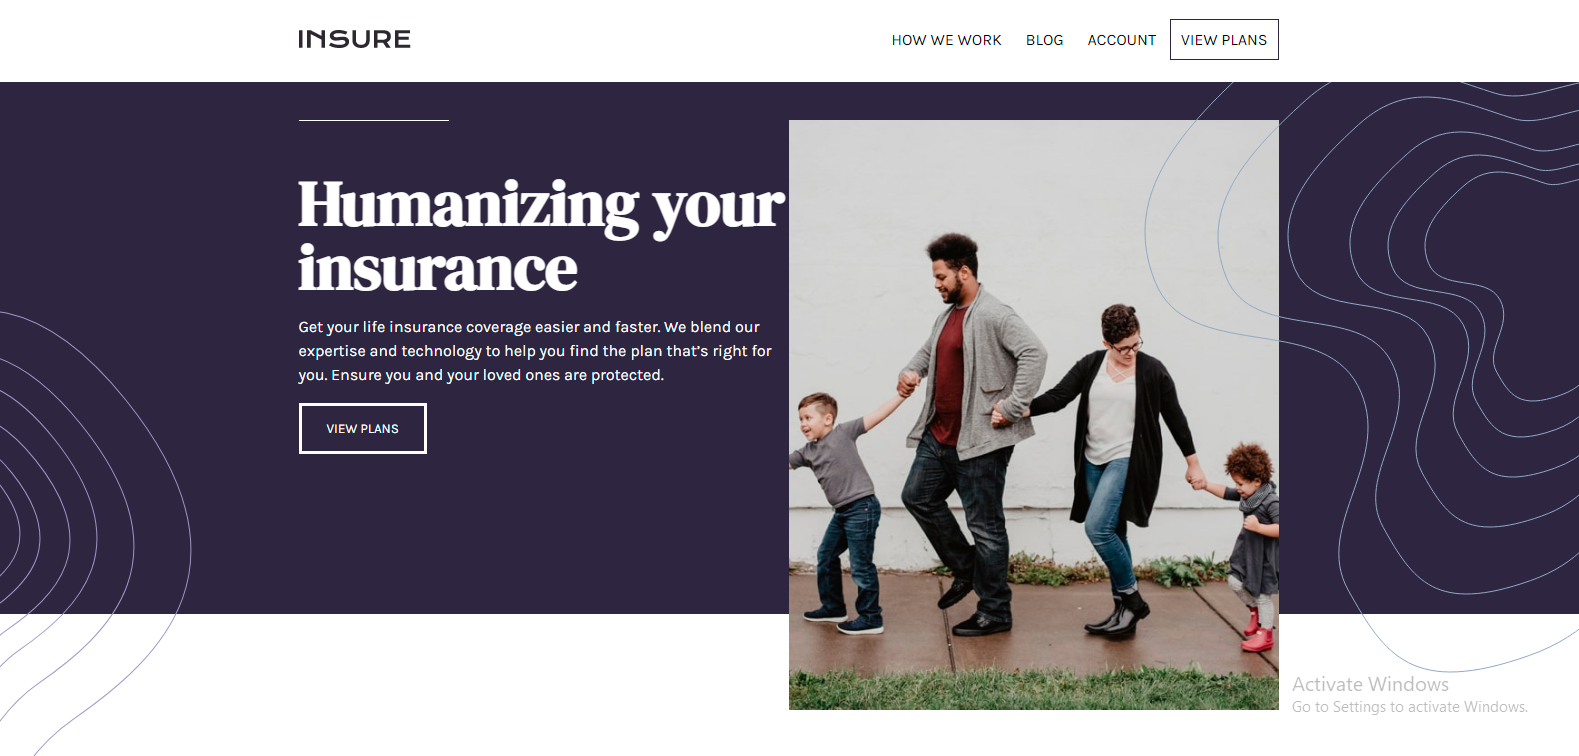 INSURE
HOW WE WORK
BLOG
ACCOUNT
VIEW PLANS
Humanizing your
insurance
Get your life insurance coverage easier and faster. We blend our
expertise and technology to help you find the plan that's right for
you. Ensure you and your loved ones are protected.
VIEW PLANS
Activate Windows
Go to Settings to activate Windows.